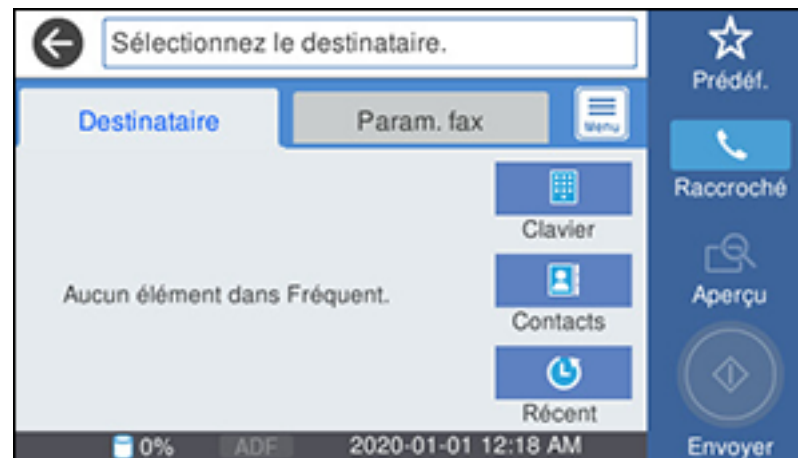 Sélectionnez le destinataire.
Prédéf.
Destinataire
Param. fax
Menu
Raccroché
Clavier
Aucun élément dans Fréquent.
Aperçu
Contacts
Récent
0%
ADF
2020-01-01 12:18 AM
Envoyer